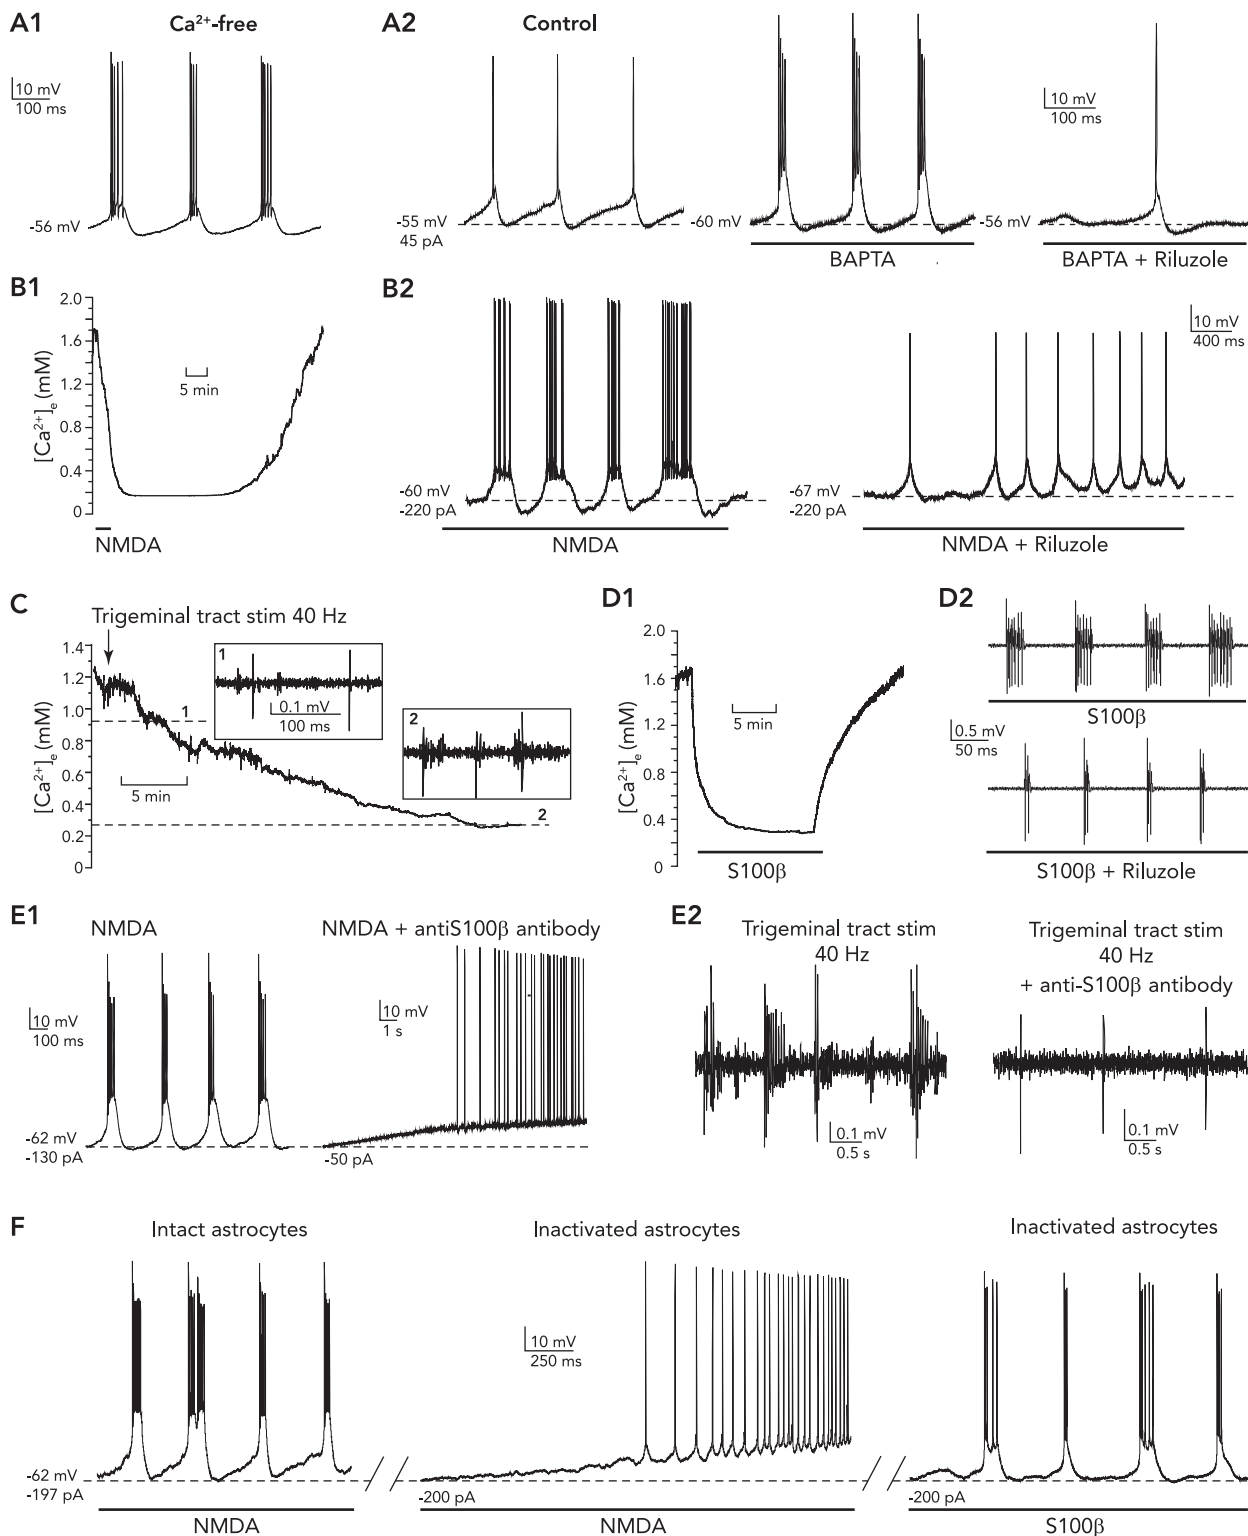 A1
Ca²⁺-free
10 mV
100 ms
-56 mV
A2
Control
-55 mV
45 pA
-60 mV
BAPTA
10 mV
100 ms
-56 mV
BAPTA + Riluzole
B1
2.0
1.6
1.2
0.8
0.4
0
[Ca²⁺]e (mM)
5 min
NMDA
B2
-60 mV
-220 pA
NMDA
10 mV
400 ms
-67 mV
-220 pA
NMDA + Riluzole
C
Trigeminal tract stim 40 Hz
1.4
1.2
1.0
0.8
0.6
0.4
0.2
0
[Ca²⁺]e (mM)
5 min
1
1
0.1 mV
100 ms
2
2
D1
2.0
1.6
1.2
0.8
0.4
0
[Ca²⁺]e (mM)
5 min
S100β
D2
S100β
0.5 mV
50 ms
S100β + Riluzole
E1
NMDA
10 mV
100 ms
-62 mV
-130 pA
NMDA + antiS100β antibody
10 mV
1 s
-50 pA
E2
Trigeminal tract stim
40 Hz
0.1 mV
0.5 s
Trigeminal tract stim
40 Hz
+ anti-S100β antibody
0.1 mV
0.5 s
F
Intact astrocytes
-62 mV
-197 pA
NMDA
Inactivated astrocytes
10 mV
250 ms
-200 pA
NMDA
Inactivated astrocytes
-200 pA
S100β